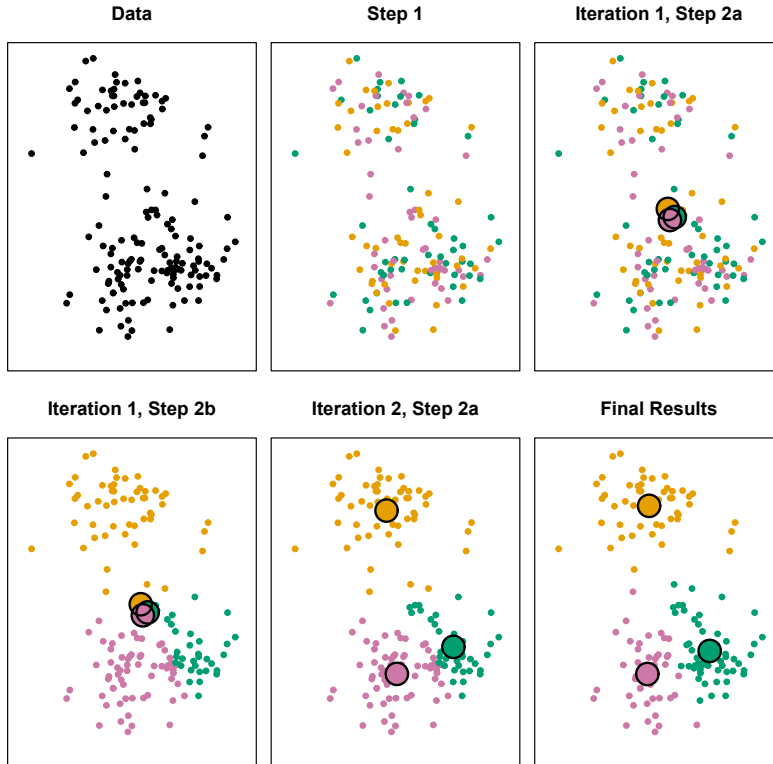 Data
Step 1
Iteration 1, Step 2a
Iteration 1, Step 2b
Iteration 2, Step 2a
Final Results